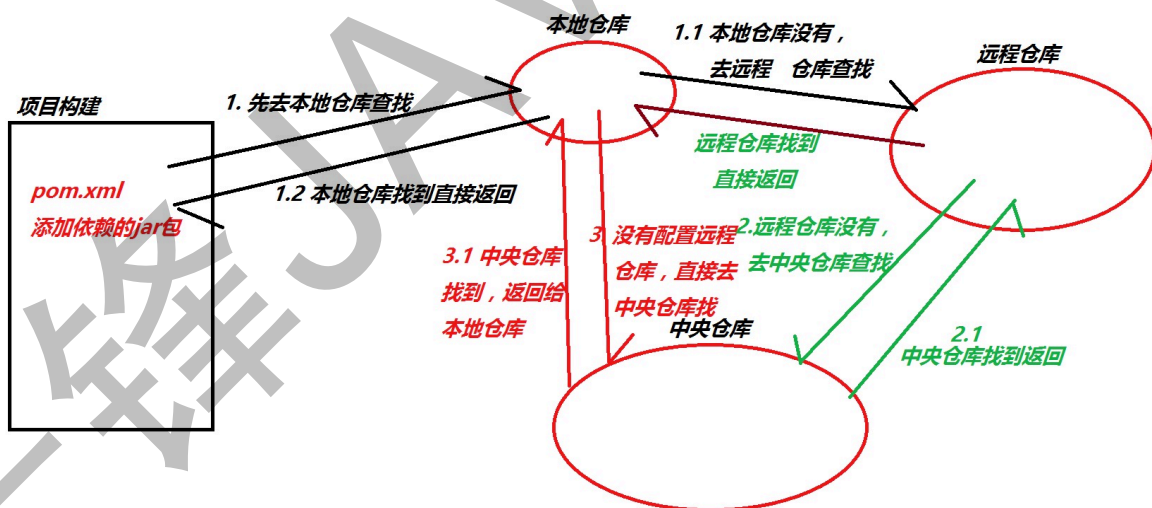 本地仓库
1.1 本地仓库没有，
去远程 仓库查找
远程仓库
项目构建
1. 先去本地仓库查找
pom.xml
添加依赖的jar包
1.2 本地仓库找到直接返回
远程仓库找到
直接返回
3.1 中央仓库
找到，返回给
本地仓库
3. 没有配置远程
仓库，直接去
中央仓库找
2.远程仓库没有，
去中央仓库查找
中央仓库
2.1
中央仓库找到返回
锋JAV